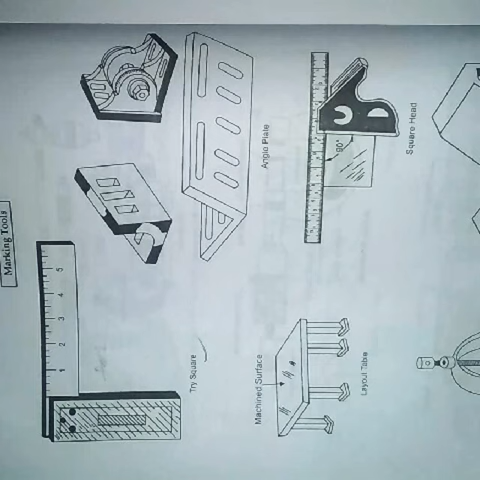 Marking Tools
1 2 3 4 5
Try Square
Angle Plate
90°
Square Head
Machined Surface
Layout Table